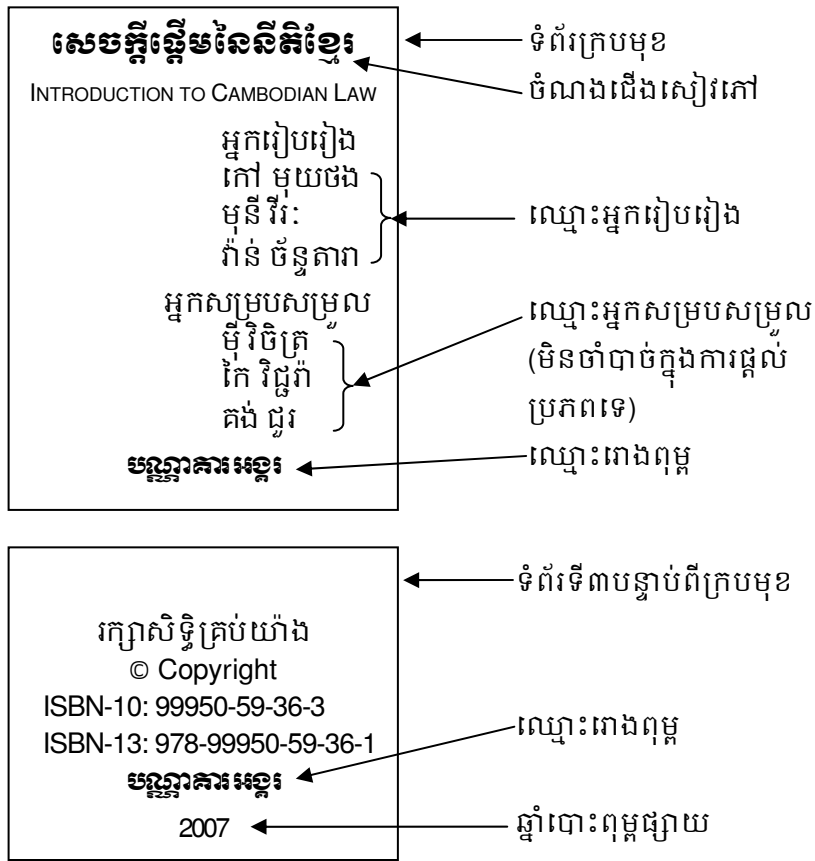 សេចក្តីផ្តើមនៃនីតិខ្មែរ
ទំព័រក្របមុខ
INTRODUCTION TO CAMBODIAN LAW
ចំណងជើងសៀវភៅ
អ្នករៀបរៀង
កៅ មុយថង
មុនី វីរៈ
ឈ្មោះអ្នករៀបរៀង
វ៉ាន់ ច័ន្ទតារា
អ្នកសម្របសម្រួល
ឈ្មោះអ្នកសម្របសម្រួល
ម៉ី វិចិត្រ
(មិនចាំបាច់ក្នុងការផ្តល់
កៃ វិជ្ជរ៉ា
ប្រភពទេ)
គង់ ជួរ
បណ្ណាគារអង្គរ
ឈ្មោះរោងពុម្ព
ទំព័រទី៣បន្ទាប់ពីក្របមុខ
រក្សាសិទ្ធិគ្រប់យ៉ាង
© Copyright
ISBN-10: 99950-59-36-3
ISBN-13: 978-99950-59-36-1
ឈ្មោះរោងពុម្ព
បណ្ណាគារអង្គរ
2007
ឆ្នាំបោះពុម្ពផ្សាយ